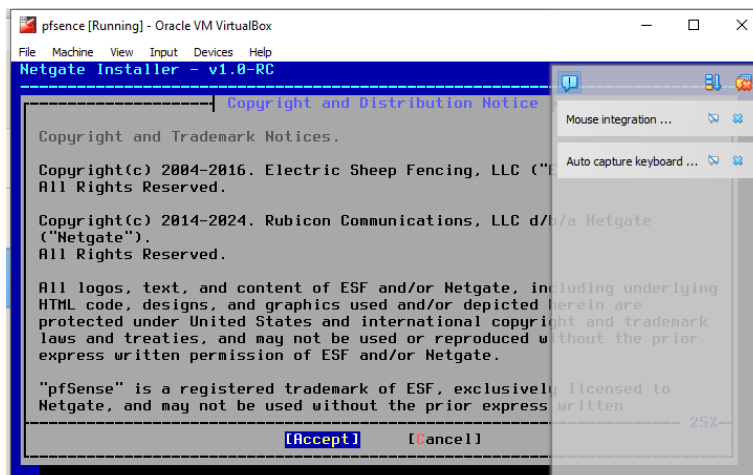 pfsence [Running] - Oracle VM VirtualBox
File Machine View Input Devices Help
Netgate Installer - v1.0-RC
Copyright and Distribution Notice
Mouse integration ...
Auto capture keyboard ...
Copyright and Trademark Notices.
Copyright(c) 2004-2016. Electric Sheep Fencing, LLC ("E
All Rights Reserved.
Copyright(c) 2014-2024. Rubicon Communications, LLC d/b/a Netgate
("Netgate").
All Rights Reserved.
All logos, text, and content of ESF and/or Netgate, including underlying
HTML code, designs, and graphics used and/or depicted herein are
protected under United States and international copyright and trademark
laws and treaties, and may not be used or reproduced without the prior
express written permission of ESF and/or Netgate.
"pfSense" is a registered trademark of ESF, exclusively licensed to
Netgate, and may not be used without the prior express written
25%
[Accept] [Cancel]